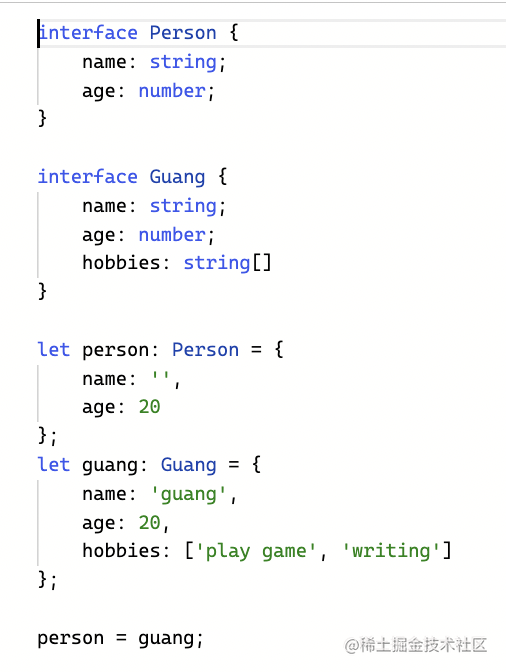 interface Person {
    name: string;
    age: number;
}

interface Guang {
    name: string;
    age: number;
    hobbies: string[]
}

let person: Person = {
    name: '',
    age: 20
};
let guang: Guang = {
    name: 'guang',
    age: 20,
    hobbies: ['play game', 'writing']
};

person = guang;
@稀土掘金技术社区